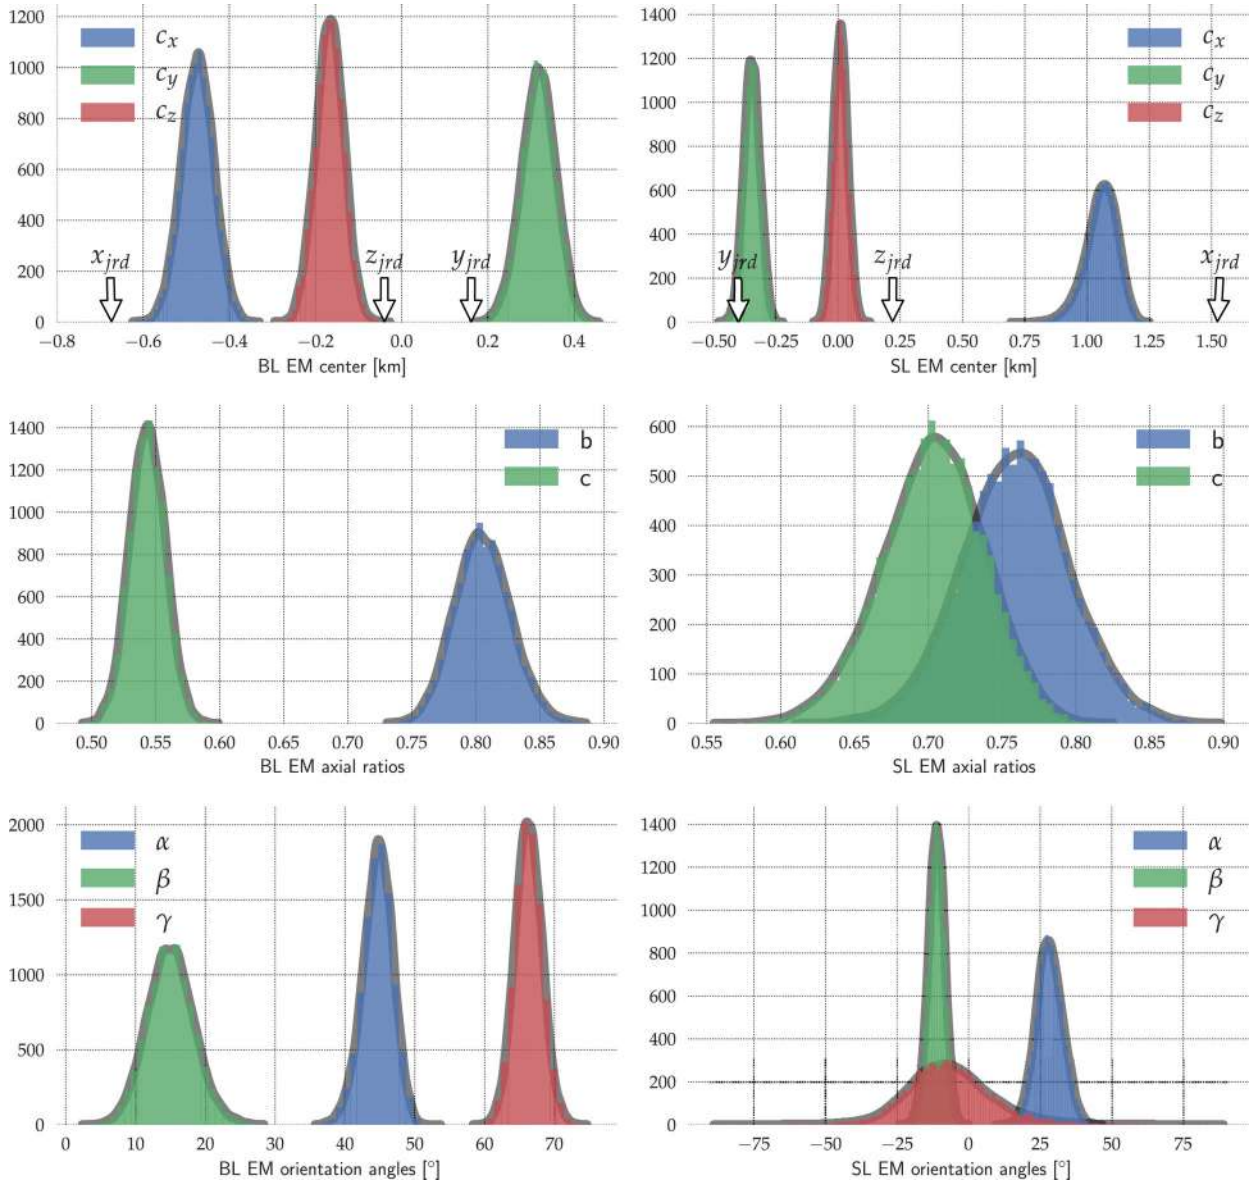 1200
1000
800
600
400
200
0
c_x
c_y
c_z
x_jrd
z_jrd
y_jrd
−0.8 −0.6 −0.4 −0.2 0.0 0.2 0.4
BL EM center [km]
1400
1200
1000
800
600
400
200
0
c_x
c_y
c_z
y_jrd
z_jrd
x_jrd
−0.50 −0.25 0.00 0.25 0.50 0.75 1.00 1.25 1.50
SL EM center [km]
1400
1200
1000
800
600
400
200
0
b
c
0.50 0.55 0.60 0.65 0.70 0.75 0.80 0.85 0.90
BL EM axial ratios
600
500
400
300
200
100
0
b
c
0.55 0.60 0.65 0.70 0.75 0.80 0.85 0.90
SL EM axial ratios
2000
1500
1000
500
0
α
β
γ
0 10 20 30 40 50 60 70
BL EM orientation angles [°]
1400
1200
1000
800
600
400
200
0
α
β
γ
−75 −50 −25 0 25 50 75
SL EM orientation angles [°]